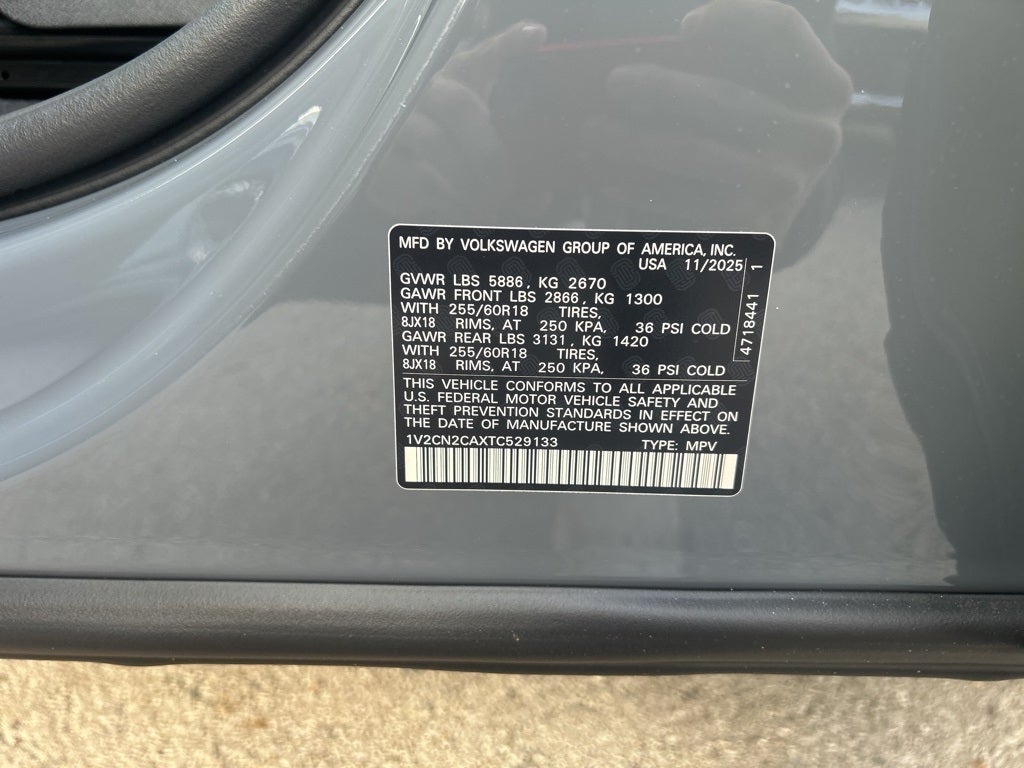 MFD BY VOLKSWAGEN GROUP OF AMERICA, INC.
USA 11/2025
GVWR LBS 5886, KG 2670
GAWR FRONT LBS 2866, KG 1300
WITH 255/60R18 TIRES,
8JX18 RIMS, AT 250 KPA, 36 PSI COLD
GAWR REAR LBS 3131, KG 1420
WITH 255/60R18 TIRES,
8JX18 RIMS, AT 250 KPA, 36 PSI COLD
4718441 1
THIS VEHICLE CONFORMS TO ALL APPLICABLE
U.S. FEDERAL MOTOR VEHICLE SAFETY AND
THEFT PREVENTION STANDARDS IN EFFECT ON
THE DATE OF MANUFACTURE SHOWN ABOVE.
1V2CN2CAXTC529133 TYPE: MPV